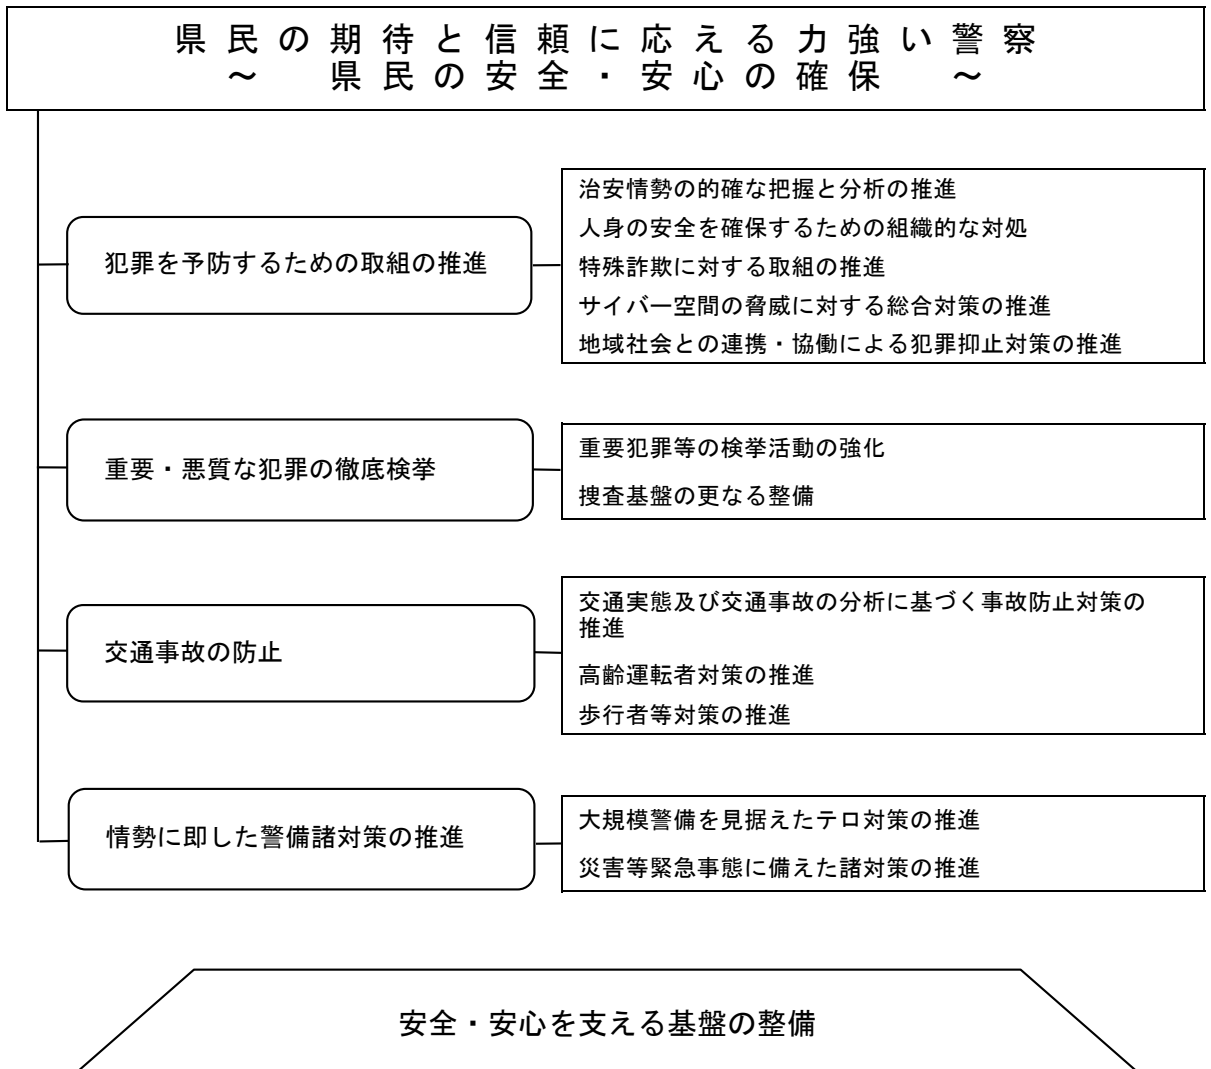 県民の期待と信頼に応える力強い警察
～　県民の安全・安心の確保　～
犯罪を予防するための取組の推進
治安情勢の的確な把握と分析の推進
人身の安全を確保するための組織的な対処
特殊詐欺に対する取組の推進
サイバー空間の脅威に対する総合対策の推進
地域社会との連携・協働による犯罪抑止対策の推進
重要・悪質な犯罪の徹底検挙
重要犯罪等の検挙活動の強化
捜査基盤の更なる整備
交通事故の防止
交通実態及び交通事故の分析に基づく事故防止対策の
推進
高齢運転者対策の推進
歩行者等対策の推進
情勢に即した警備諸対策の推進
大規模警備を見据えたテロ対策の推進
災害等緊急事態に備えた諸対策の推進
安全・安心を支える基盤の整備